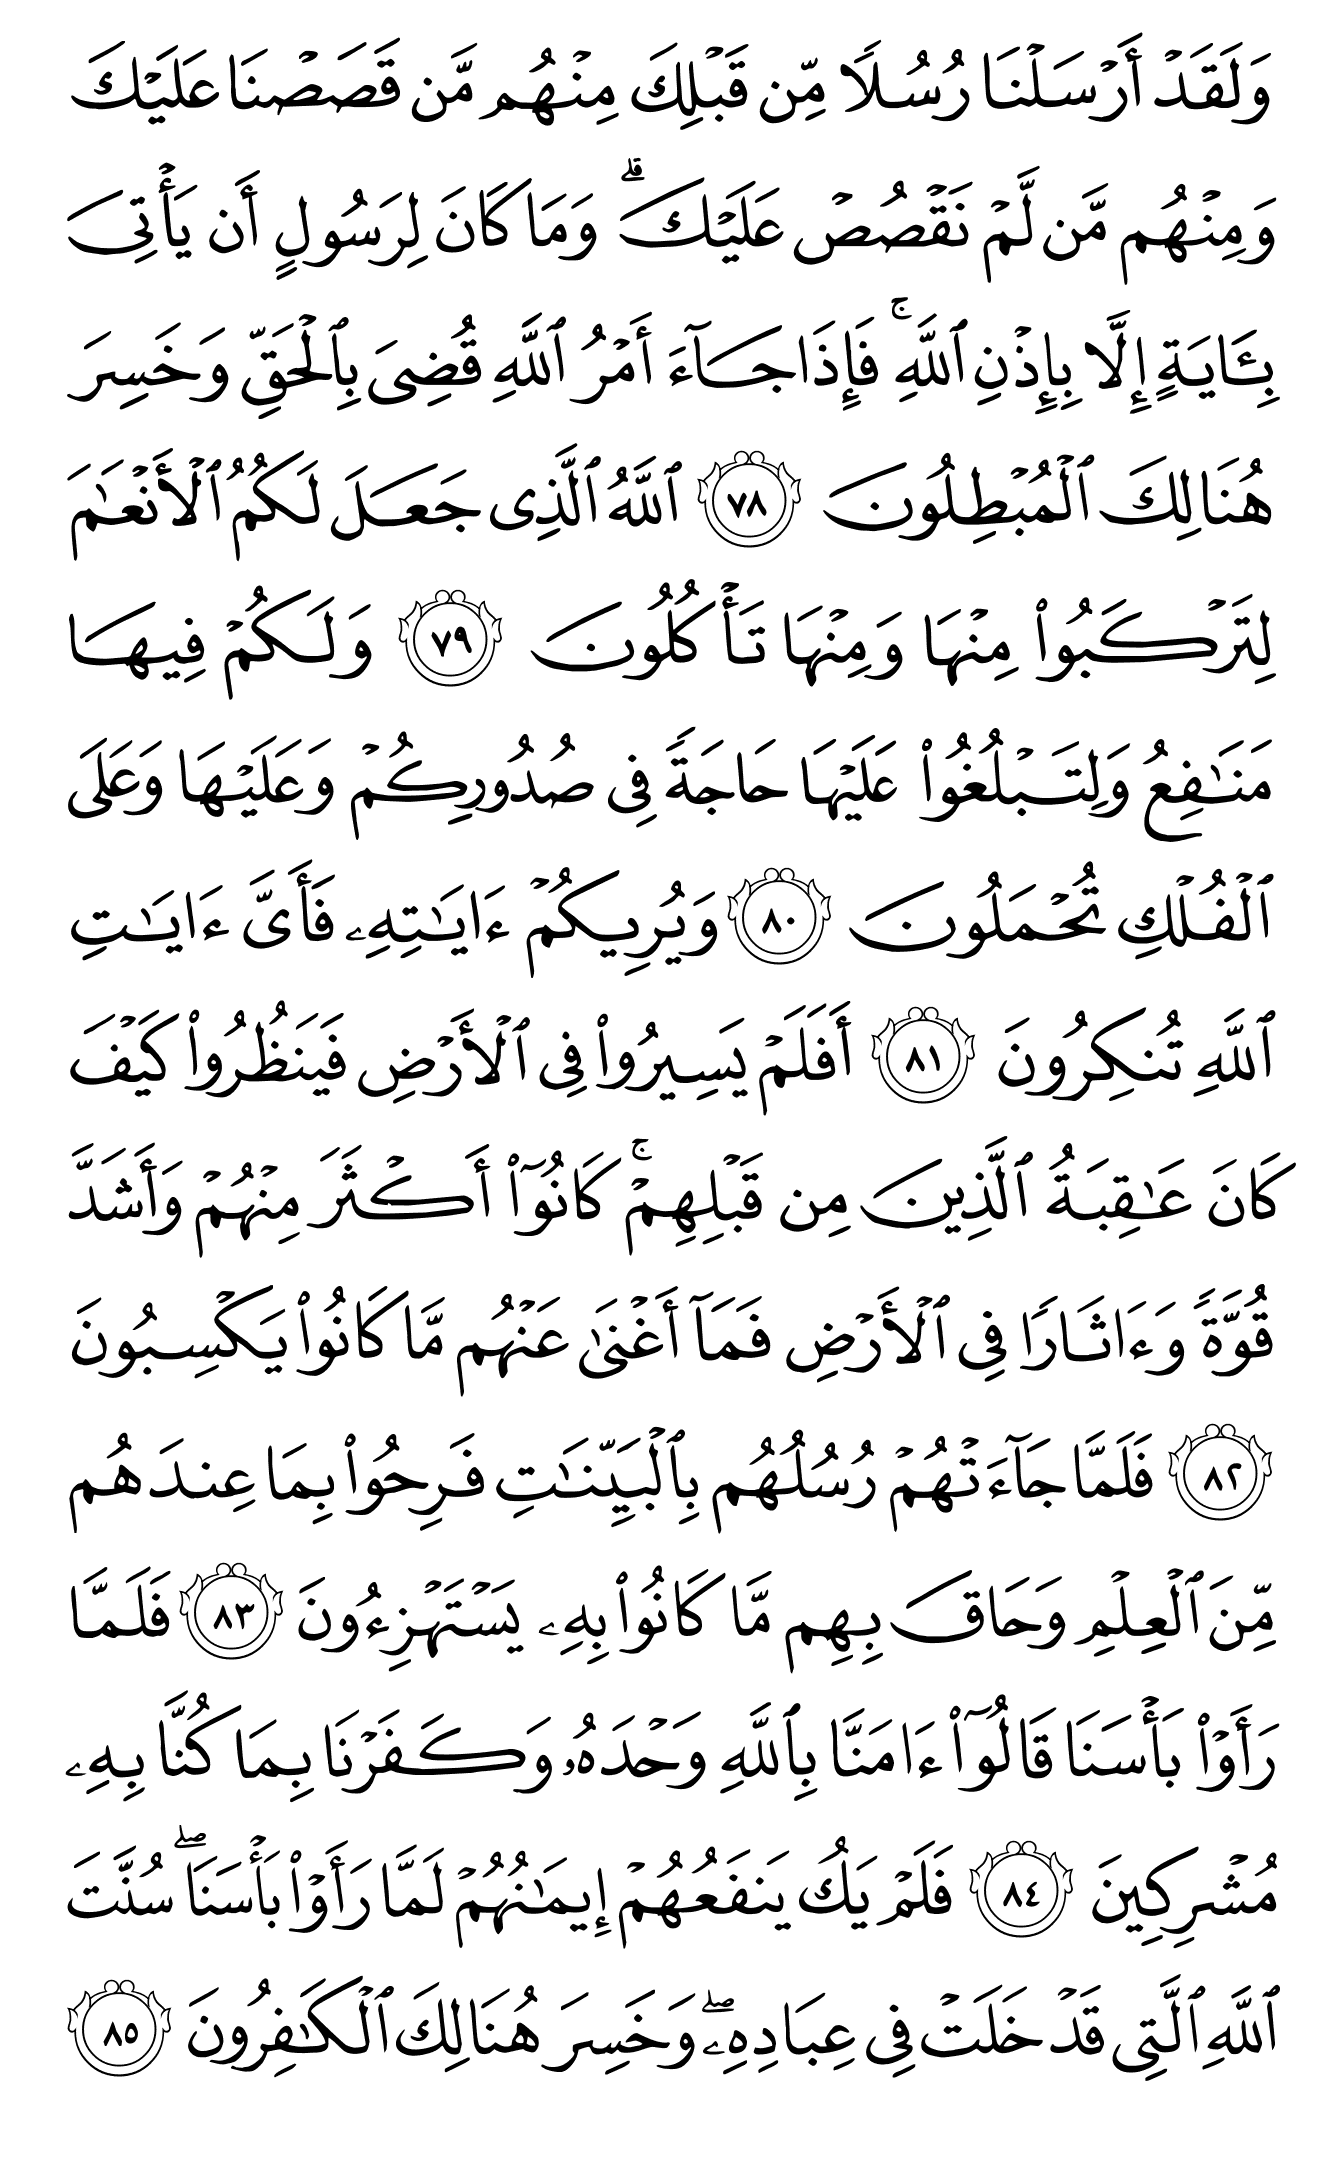 وَلَقَدۡ أَرۡسَلۡنَا رُسُلٗا مِّن قَبۡلِكَ مِنۡهُم مَّن قَصَصۡنَا عَلَيۡكَ
وَمِنۡهُم مَّن لَّمۡ نَقۡصُصۡ عَلَيۡكَۗ وَمَا كَانَ لِرَسُولٍ أَن يَأۡتِيَ
بِـَٔايَةٍ إِلَّا بِإِذۡنِ ٱللَّهِۚ فَإِذَا جَآءَ أَمۡرُ ٱللَّهِ قُضِيَ بِٱلۡحَقِّ وَخَسِرَ
هُنَالِكَ ٱلۡمُبۡطِلُونَ ٧٨ ٱللَّهُ ٱلَّذِي جَعَلَ لَكُمُ ٱلۡأَنۡعَٰمَ
لِتَرۡكَبُواْ مِنۡهَا وَمِنۡهَا تَأۡكُلُونَ ٧٩ وَلَكُمۡ فِيهَا
مَنَٰفِعُ وَلِتَبۡلُغُواْ عَلَيۡهَا حَاجَةٗ فِي صُدُورِكُمۡ وَعَلَيۡهَا وَعَلَى
ٱلۡفُلۡكِ تُحۡمَلُونَ ٨٠ وَيُرِيكُمۡ ءَايَٰتِهِۦ فَأَيَّ ءَايَٰتِ
ٱللَّهِ تُنكِرُونَ ٨١ أَفَلَمۡ يَسِيرُواْ فِي ٱلۡأَرۡضِ فَيَنظُرُواْ كَيۡفَ
كَانَ عَٰقِبَةُ ٱلَّذِينَ مِن قَبۡلِهِمۡۚ كَانُوٓاْ أَكۡثَرَ مِنۡهُمۡ وَأَشَدَّ
قُوَّةٗ وَءَاثَارٗا فِي ٱلۡأَرۡضِ فَمَآ أَغۡنَىٰ عَنۡهُم مَّا كَانُواْ يَكۡسِبُونَ
٨٢ فَلَمَّا جَآءَتۡهُمۡ رُسُلُهُم بِٱلۡبَيِّنَٰتِ فَرِحُواْ بِمَا عِندَهُم
مِّنَ ٱلۡعِلۡمِ وَحَاقَ بِهِم مَّا كَانُواْ بِهِۦ يَسۡتَهۡزِءُونَ ٨٣ فَلَمَّا
رَأَوۡاْ بَأۡسَنَا قَالُوٓاْ ءَامَنَّا بِٱللَّهِ وَحۡدَهُۥ وَكَفَرۡنَا بِمَا كُنَّا بِهِۦ
مُشۡرِكِينَ ٨٤ فَلَمۡ يَكُ يَنفَعُهُمۡ إِيمَٰنُهُمۡ لَمَّا رَأَوۡاْ بَأۡسَنَاۖ سُنَّتَ
ٱللَّهِ ٱلَّتِي قَدۡ خَلَتۡ فِي عِبَادِهِۦۖ وَخَسِرَ هُنَالِكَ ٱلۡكَٰفِرُونَ ٨٥